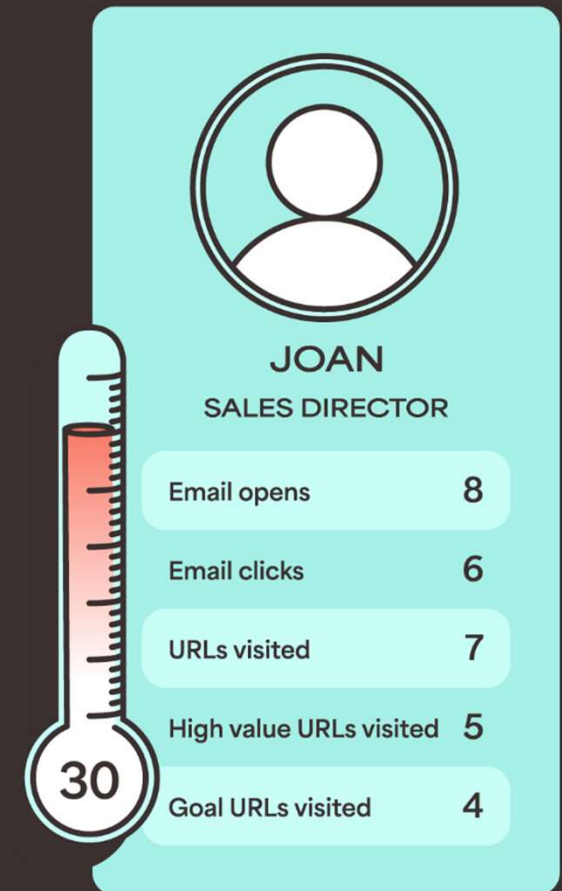 JOAN
SALES DIRECTOR
Email opens 8
Email clicks 6
URLs visited 7
High value URLs visited 5
Goal URLs visited 4
30